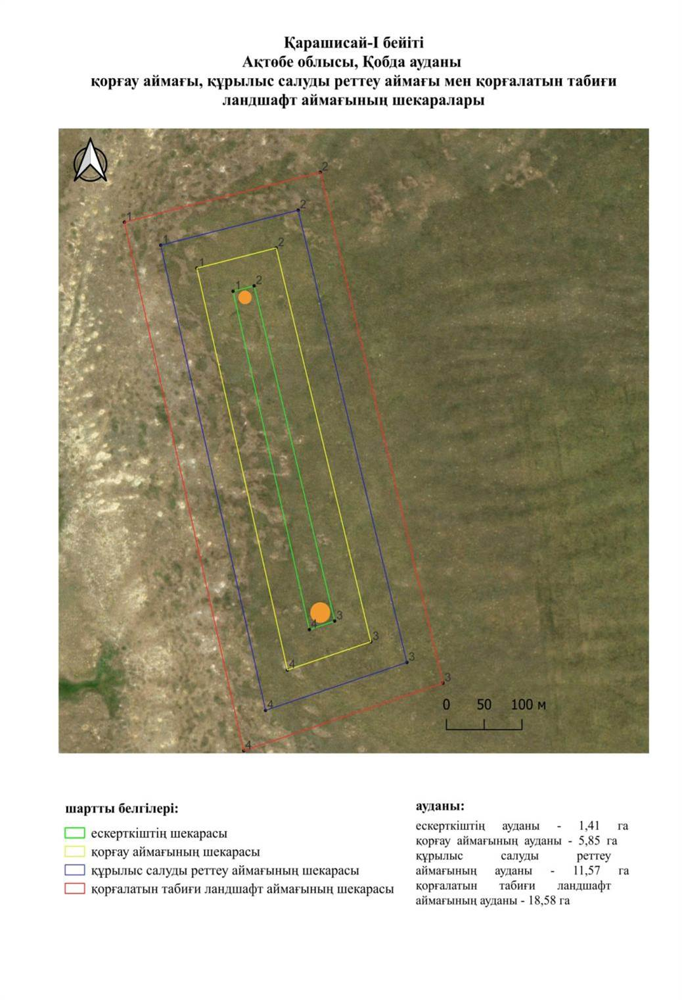 Қарашисай-І бейіті
Ақтөбе облысы, Қобда ауданы
қорғау аймағы, құрылыс салуды реттеу аймағы мен қорғалатын табиғи
ландшафт аймағының шекаралары
2
1
2
1
2
1
1 2
4 3
3
4
3
4
3
4
0 50 100 м
шартты белгілері:
ескерткіштің шекарасы
қорғау аймағының шекарасы
құрылыс салуды реттеу аймағының шекарасы
қорғалатын табиғи ландшафт аймағының шекарасы
ауданы:
ескерткіштің ауданы - 1,41 га
қорғау аймағының ауданы - 5,85 га
құрылыс салуды реттеу
аймағының ауданы - 11,57 га
қорғалатын табиғи ландшафт
аймағының ауданы - 18,58 га